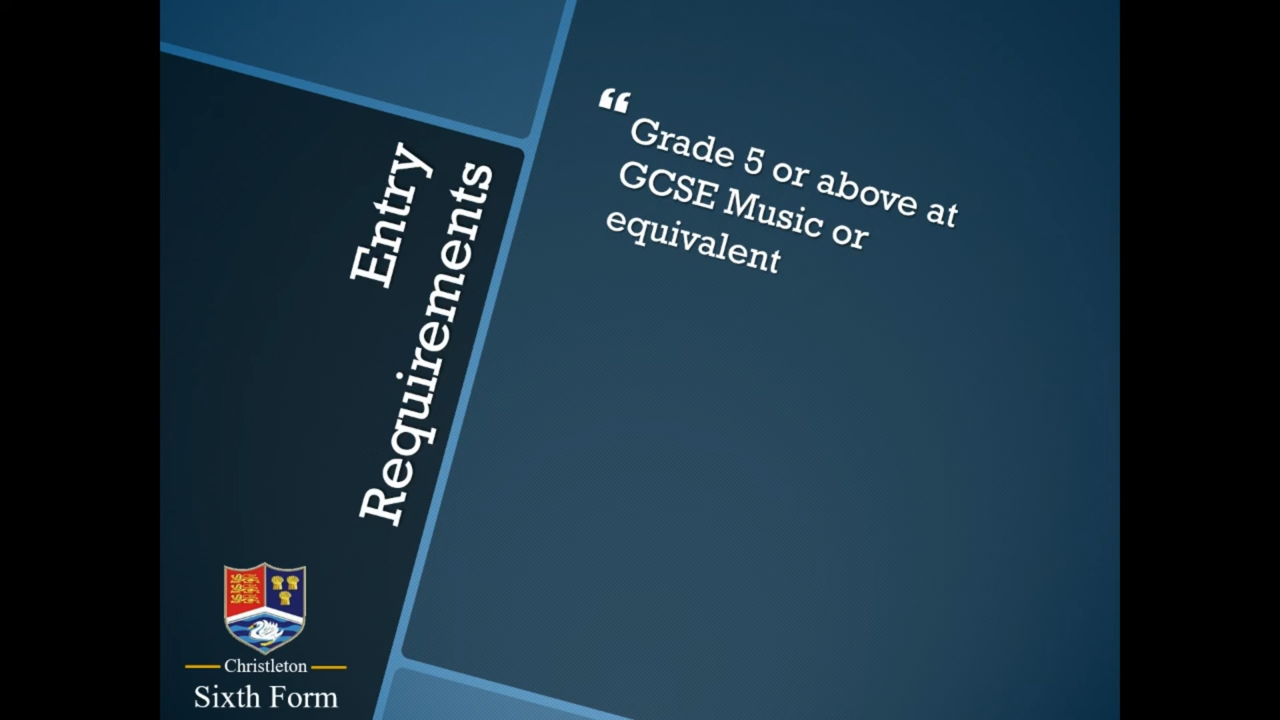 Entry
Requirements
“Grade 5 or above at
GCSE Music or
equivalent
Christleton
Sixth Form